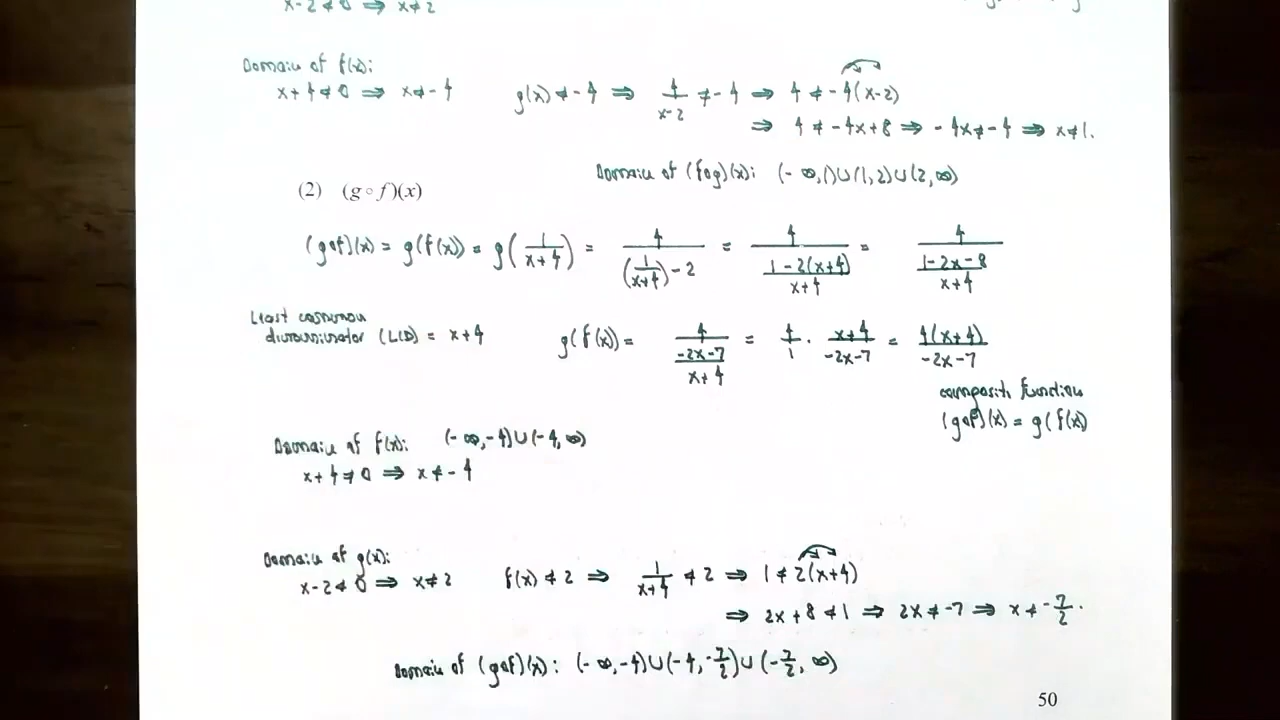 x-2≠0 ⇒ x≠2
Domain of f(x):
x+4≠0 ⇒ x≠-4 g(x)≠-4 ⇒ 4/(x-2) ≠ -4 ⇒ 4≠-4(x-2)
⇒ 4≠-4x+8 ⇒ -4x≠-4 ⇒ x≠1.
Domain of (fog)(x): (-∞,1)∪(1,2)∪(2,∞)
(2) (g∘f)(x)
(gof)(x) = g(f(x)) = g(1/(x+4)) = 4/((1/(x+4))-2) = 4/((1-2(x+4))/(x+4)) = 4/((1-2x-8)/(x+4))
Least common
denominator (LCD) = x+4 g(f(x)) = 4/((-2x-7)/(x+4)) = 4/1 · (x+4)/(-2x-7) = 4(x+4)/(-2x-7)
composite function
(gof)(x) = g(f(x)
Domain of f(x): (-∞,-4)∪(-4,∞)
x+4≠0 ⇒ x≠-4
Domain of g(x):
x-2≠0 ⇒ x≠2 f(x)≠2 ⇒ 1/(x+4) ≠2 ⇒ 1≠2(x+4)
⇒ 2x+8≠1 ⇒ 2x≠-7 ⇒ x≠-7/2.
Domain of (gof)(x): (-∞,-4)∪(-4,-7/2)∪(-7/2,∞)
50